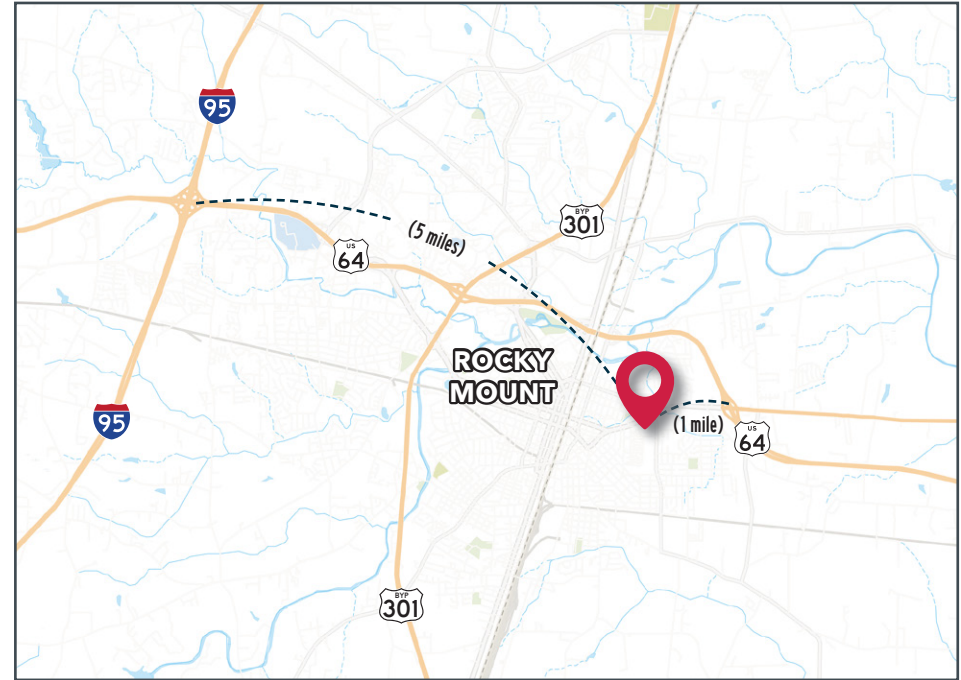 95
BYP
301
(5 miles)
US
64
ROCKY
MOUNT
95
(1 mile)
US
64
BYP
301